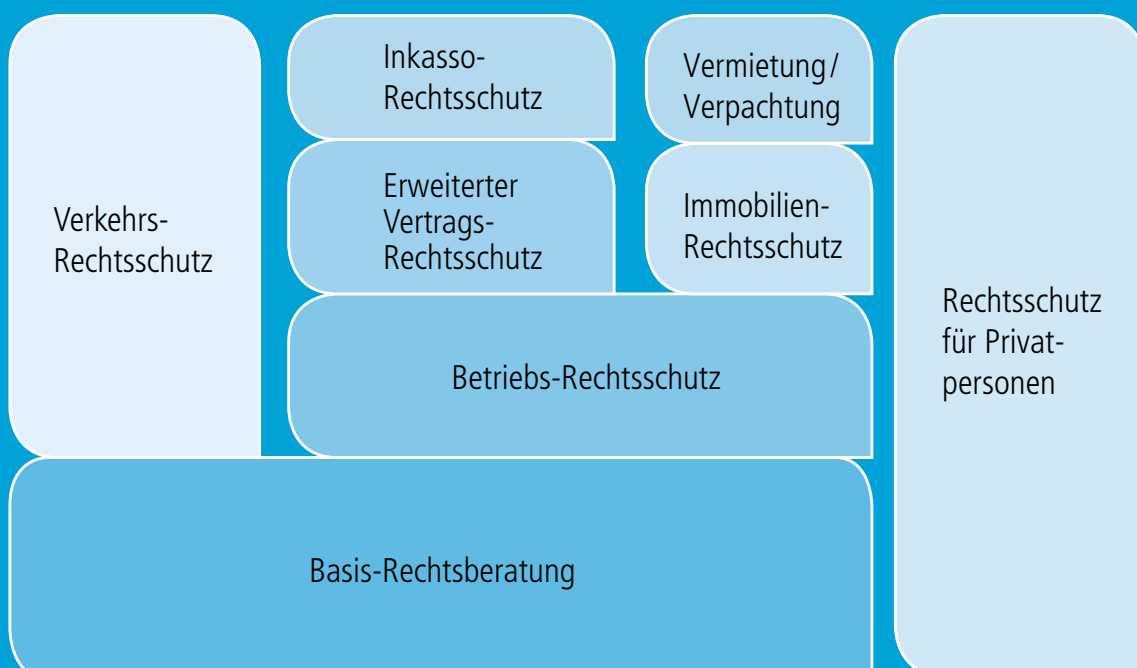 Verkehrs-
Rechtsschutz
Inkasso-
Rechtsschutz
Erweiterter
Vertrags-
Rechtsschutz
Vermietung/
Verpachtung
Immobilien-
Rechtsschutz
Betriebs-Rechtsschutz
Basis-Rechtsberatung
Rechtsschutz
für Privat-
personen